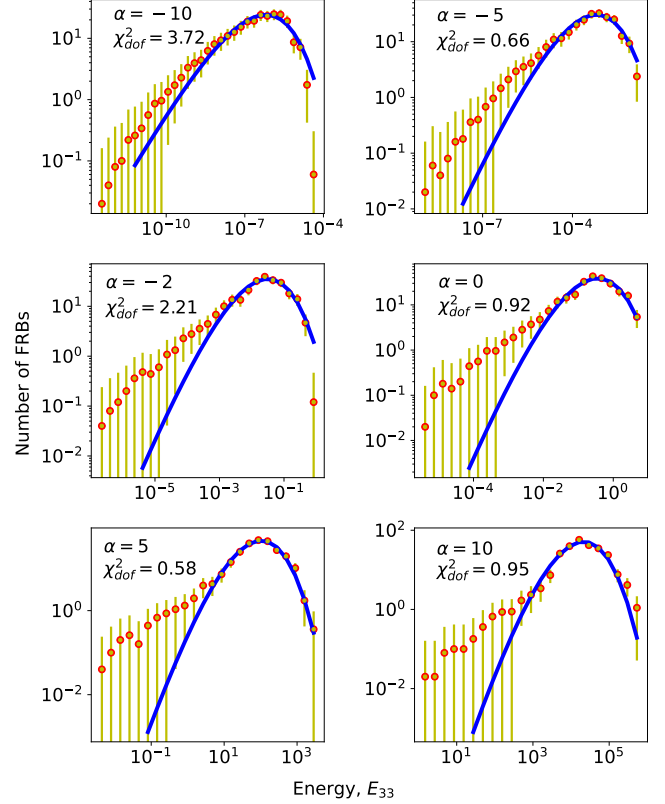 10¹
10⁰
10⁻¹
α = −10
χ²dof = 3.72
10⁻¹⁰
10⁻⁷
10⁻⁴
10¹
10⁰
10⁻¹
10⁻²
α = −5
χ²dof = 0.66
10⁻⁷
10⁻⁴
Number of FRBs
10²
10¹
10⁰
10⁻¹
10⁻²
α = −2
χ²dof = 2.21
10⁻⁵
10⁻³
10⁻¹
10¹
10⁰
10⁻¹
10⁻²
α = 0
χ²dof = 0.92
10⁻⁴
10⁻²
10⁰
10⁰
10⁻²
α = 5
χ²dof = 0.58
10⁻¹
10¹
10³
10²
10⁰
10⁻²
α = 10
χ²dof = 0.95
10¹
10³
10⁵
Energy, E₃₃